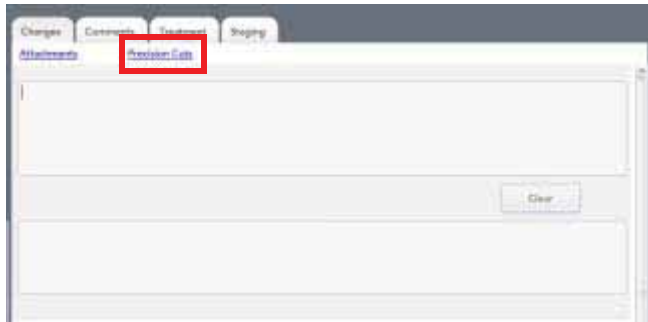 Changes Comments Treatment Staging
Attachments Precision Cuts
Clear